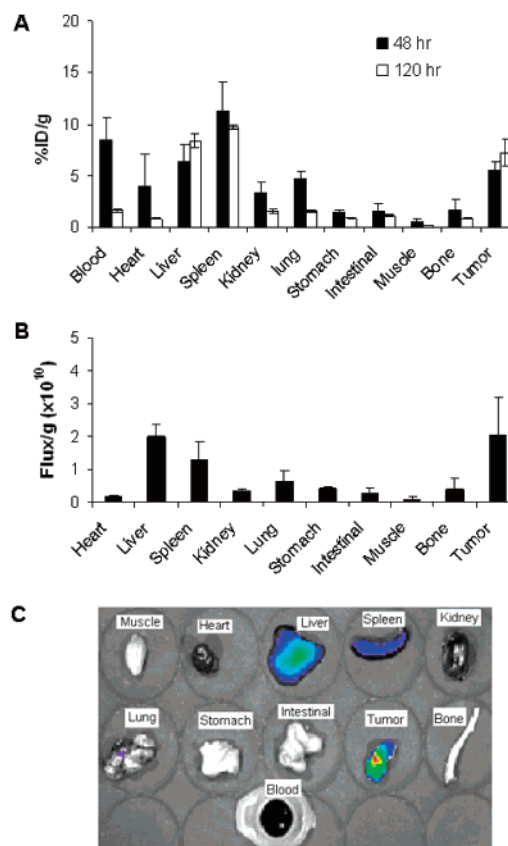 A
20
15
10
5
0
%ID/g
48 hr
120 hr
Blood
Heart
Liver
Spleen
Kidney
lung
Stomach
Intestinal
Muscle
Bone
Tumor
B
5
4
3
2
1
0
Flux/g (x10¹⁰)
Heart
Liver
Spleen
Kidney
Lung
Stomach
Intestinal
Muscle
Bone
Tumor
C
Muscle
Heart
Liver
Spleen
Kidney
Lung
Stomach
Intestinal
Tumor
Bone
Blood